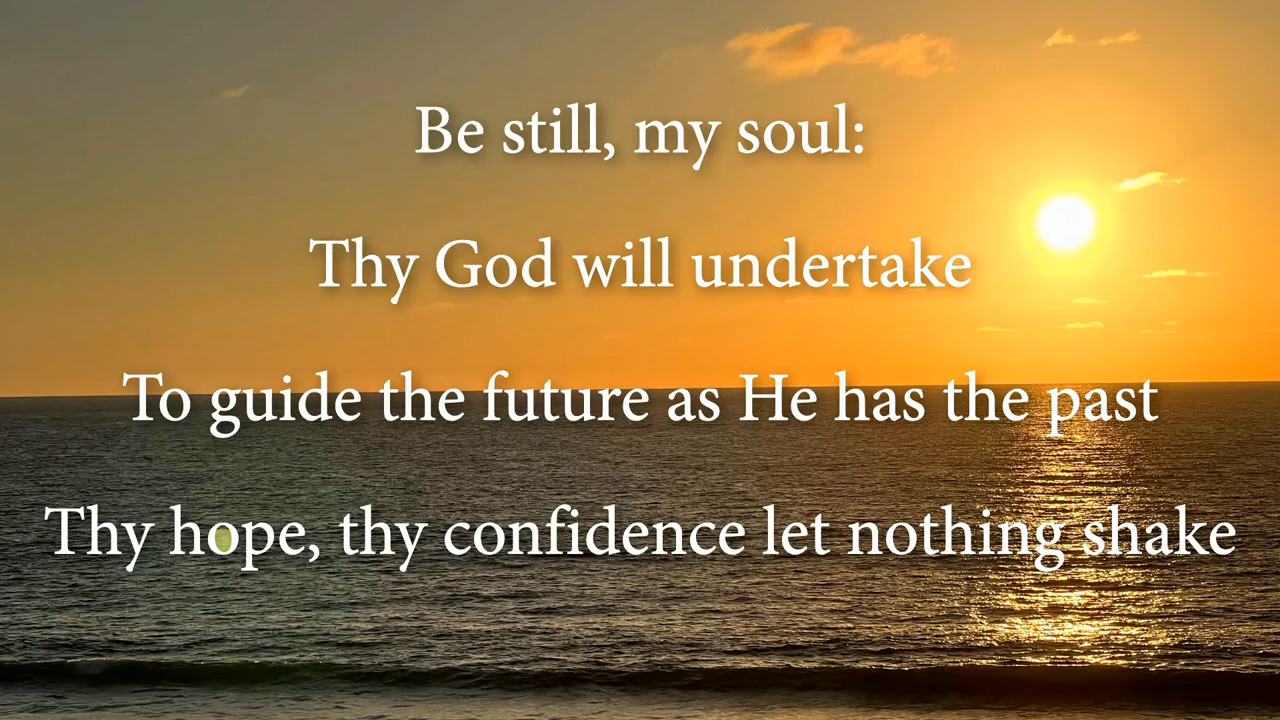 Be still, my soul:
Thy God will undertake
To guide the future as He has the past
Thy hope, thy confidence let nothing shake